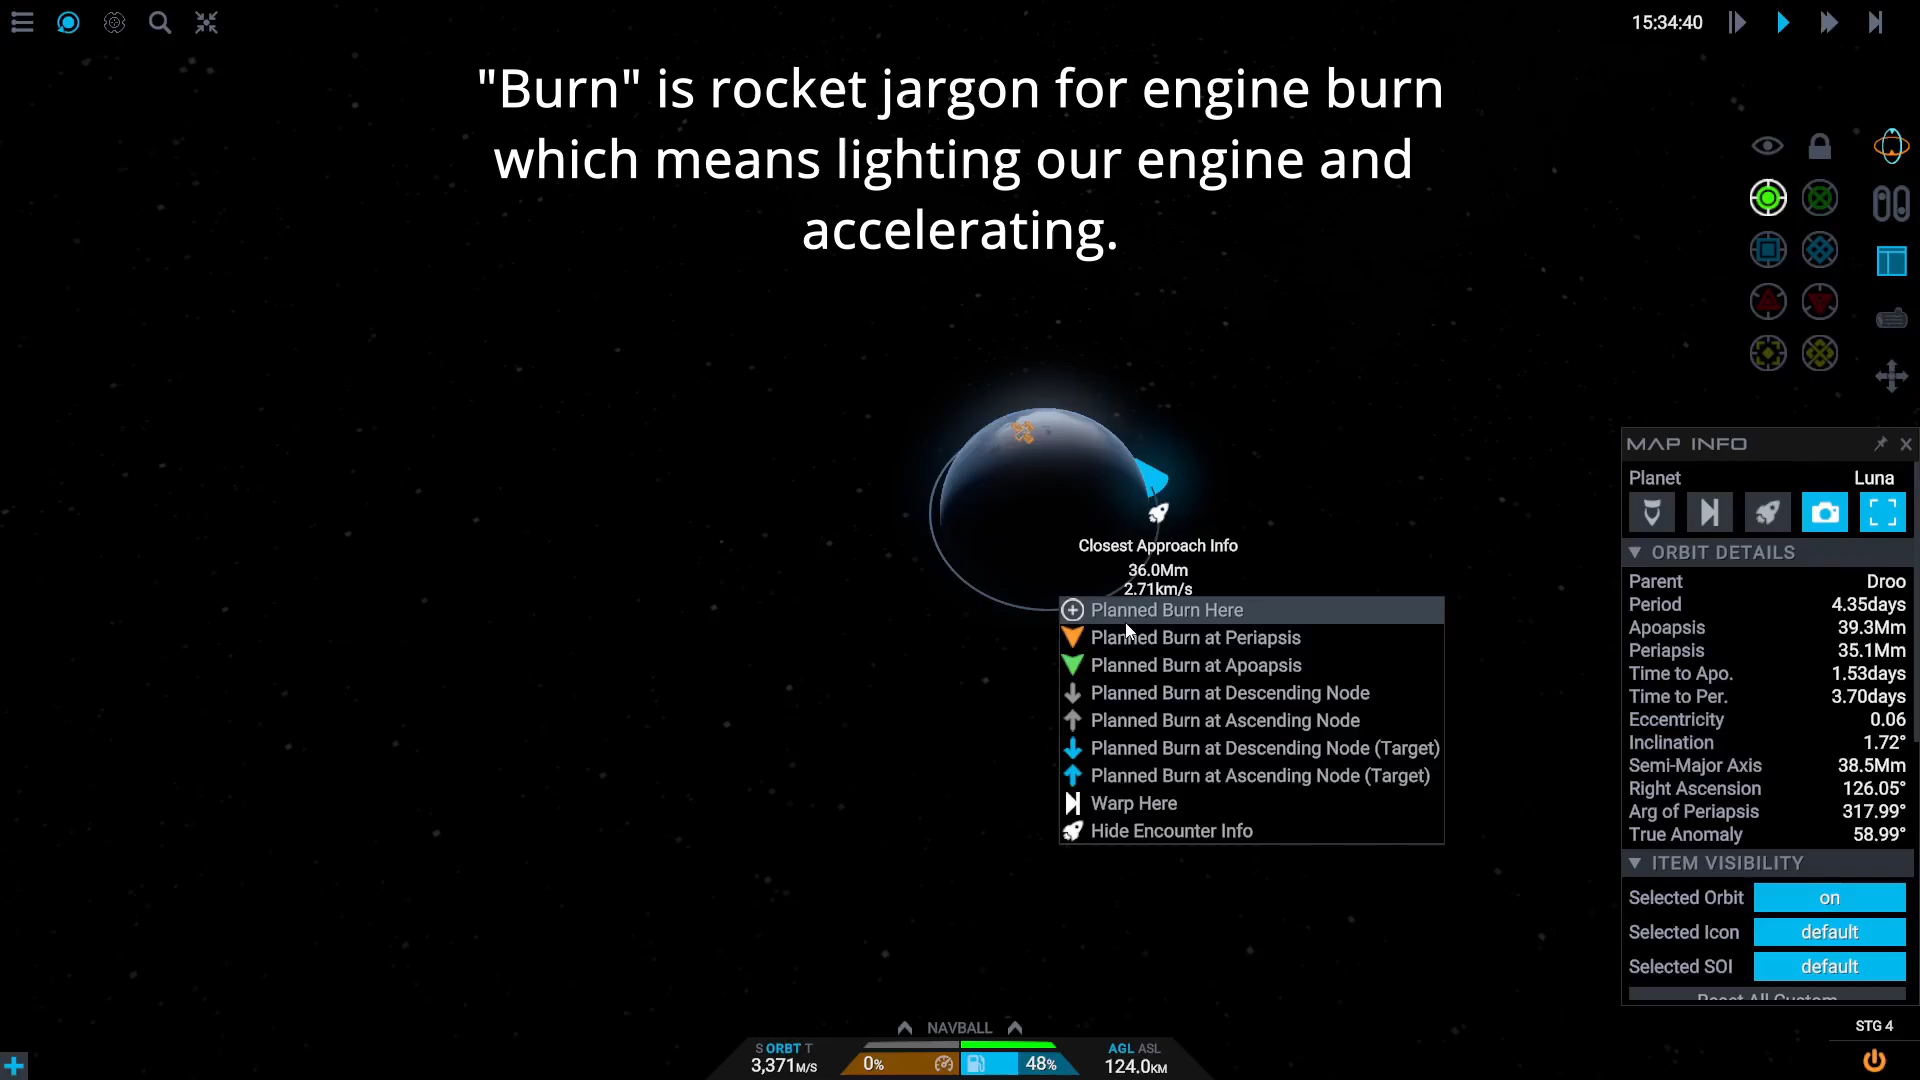 15:34:40
"Burn" is rocket jargon for engine burn
which means lighting our engine and
accelerating.
Closest Approach Info
36.0Mm
2.71km/s
Planned Burn Here
Planned Burn at Periapsis
Planned Burn at Apoapsis
Planned Burn at Descending Node
Planned Burn at Ascending Node
Planned Burn at Descending Node (Target)
Planned Burn at Ascending Node (Target)
Warp Here
Hide Encounter Info
MAP INFO
Planet Luna
ORBIT DETAILS
Parent Droo
Period 4.35days
Apoapsis 39.3Mm
Periapsis 35.1Mm
Time to Apo. 1.53days
Time to Per. 3.70days
Eccentricity 0.06
Inclination 1.72°
Semi-Major Axis 38.5Mm
Right Ascension 126.05°
Arg of Periapsis 317.99°
True Anomaly 58.99°
ITEM VISIBILITY
Selected Orbit on
Selected Icon default
Selected SOI default
Reset All Custom
STG 4
NAVBALL
S ORBT T
3,371M/S
0%
48%
AGL ASL
124.0KM